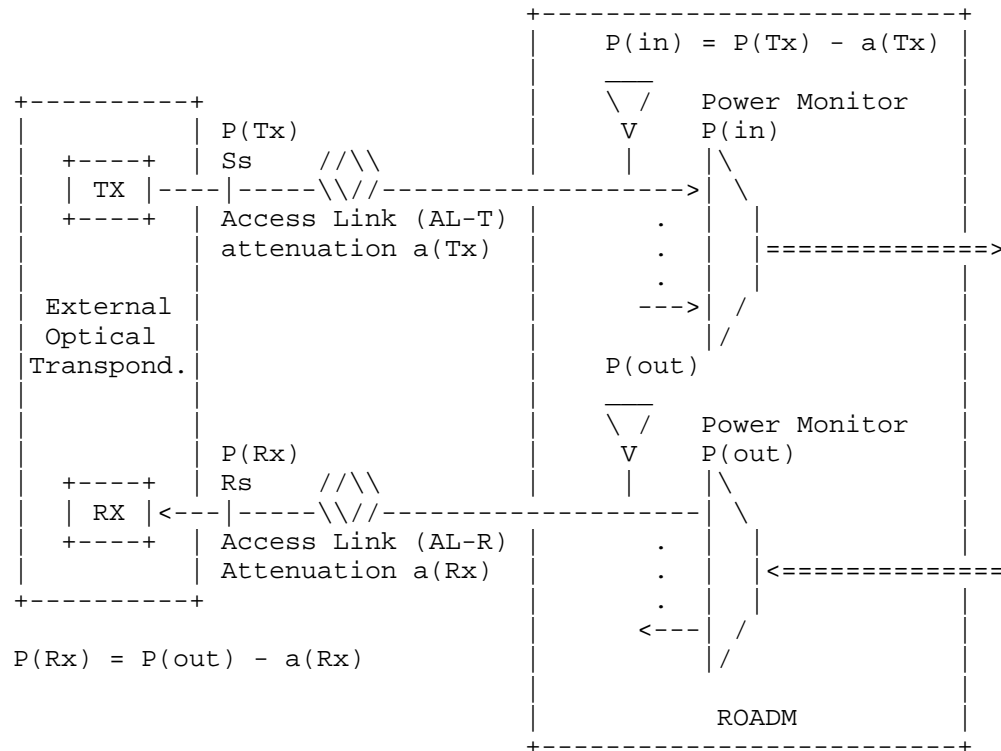 P(in) = P(Tx) - a(Tx)
Power Monitor
P(Tx)
V
P(in)
Ss
TX
Access Link (AL-T)
attenuation a(Tx)
External
Optical
Transpond.
P(out)
Power Monitor
P(Rx)
V
P(out)
Rs
RX
Access Link (AL-R)
Attenuation a(Rx)
P(Rx) = P(out) - a(Rx)
ROADM